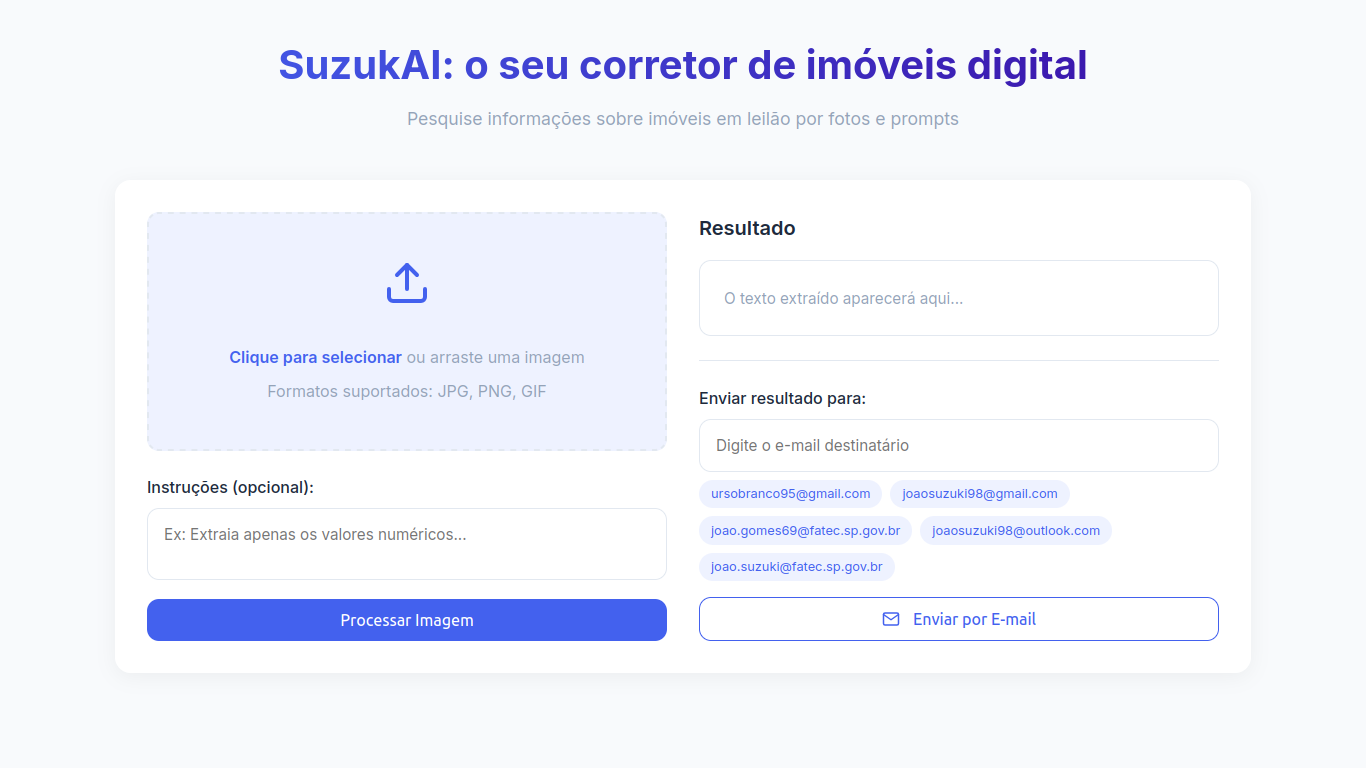 SuzukAI: o seu corretor de imóveis digital
Pesquise informações sobre imóveis em leilão por fotos e prompts
Clique para selecionar ou arraste uma imagem
Formatos suportados: JPG, PNG, GIF
Instruções (opcional):
Ex: Extraia apenas os valores numéricos...
Processar Imagem
Resultado
O texto extraído aparecerá aqui...
Enviar resultado para:
Digite o e-mail destinatário
ursobranco95@gmail.com joaosuzuki98@gmail.com
joao.gomes69@fatec.sp.gov.br joaosuzuki98@outlook.com
joao.suzuki@fatec.sp.gov.br
Enviar por E-mail